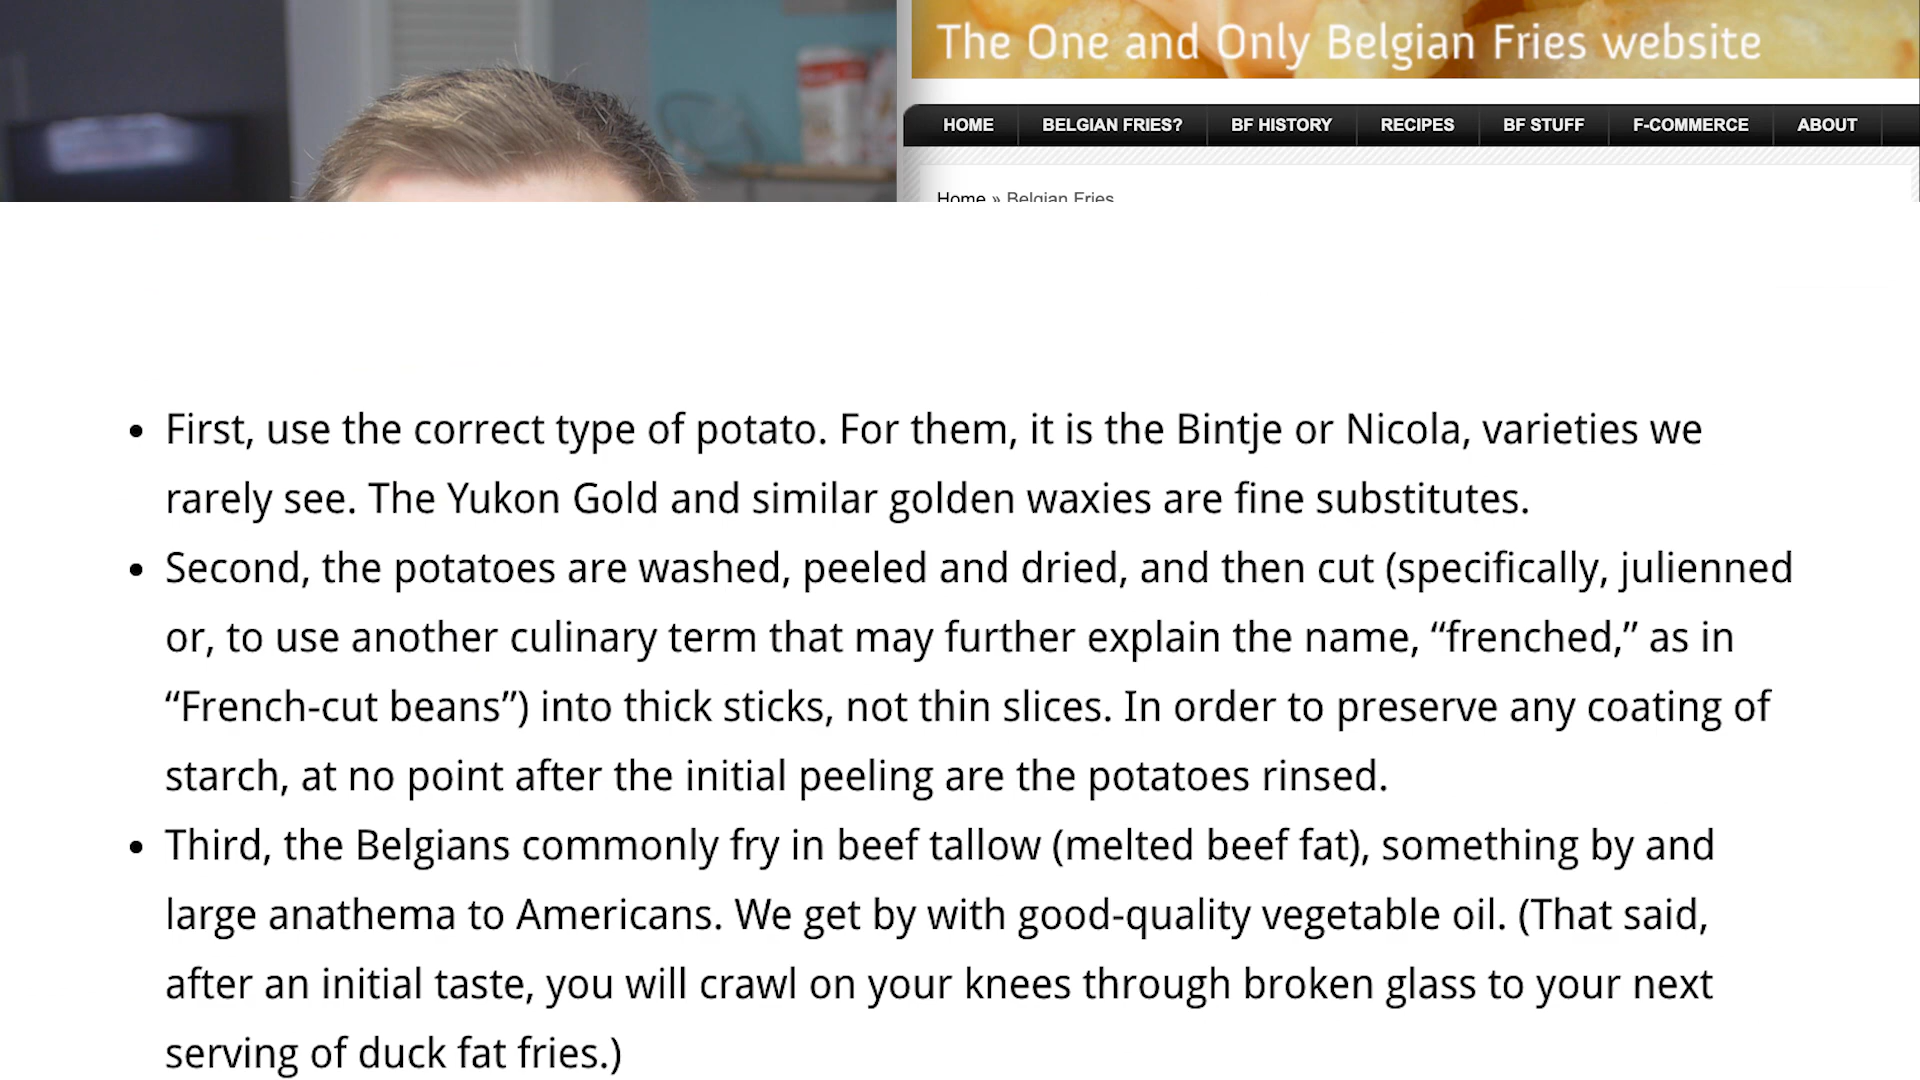 The One and Only Belgian Fries website
HOME BELGIAN FRIES? BF HISTORY RECIPES BF STUFF F-COMMERCE ABOUT
Home » Belgian Fries
• First, use the correct type of potato. For them, it is the Bintje or Nicola, varieties we
rarely see. The Yukon Gold and similar golden waxies are fine substitutes.
• Second, the potatoes are washed, peeled and dried, and then cut (specifically, julienned
or, to use another culinary term that may further explain the name, “frenched,” as in
“French-cut beans”) into thick sticks, not thin slices. In order to preserve any coating of
starch, at no point after the initial peeling are the potatoes rinsed.
• Third, the Belgians commonly fry in beef tallow (melted beef fat), something by and
large anathema to Americans. We get by with good-quality vegetable oil. (That said,
after an initial taste, you will crawl on your knees through broken glass to your next
serving of duck fat fries.)